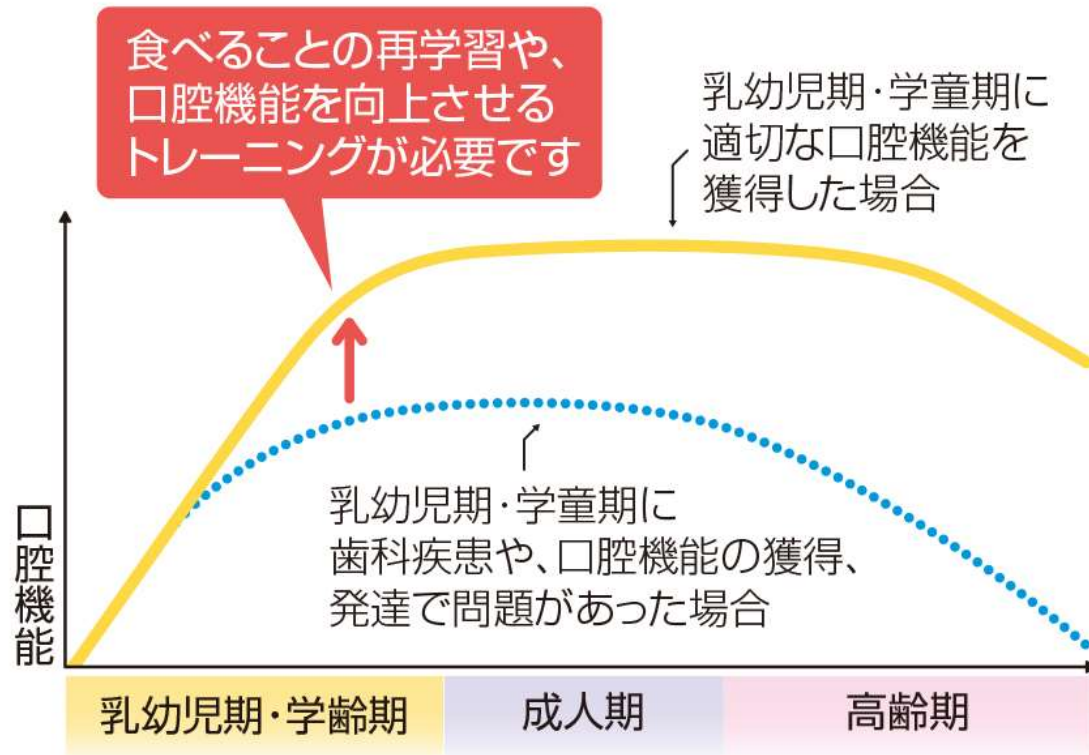 食べることの再学習や、
口腔機能を向上させる
トレーニングが必要です
乳幼児期・学童期に
適切な口腔機能を
獲得した場合
乳幼児期・学童期に
歯科疾患や、口腔機能の獲得、
発達で問題があった場合
口腔機能
乳幼児期・学齢期
成人期
高齢期